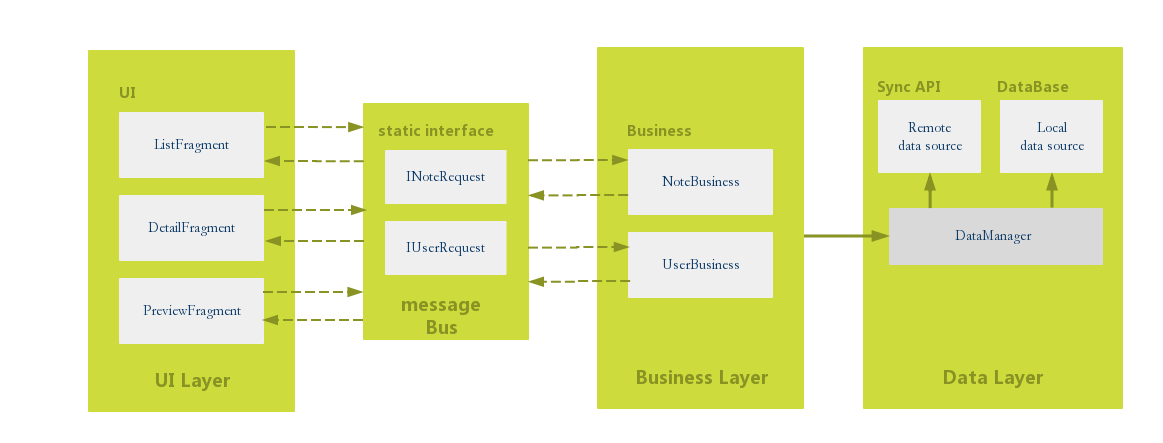 UI
ListFragment
DetailFragment
PreviewFragment
UI Layer
static interface
INoteRequest
IUserRequest
message
Bus
Business
NoteBusiness
UserBusiness
Business Layer
Sync API
Remote
data source
DataBase
Local
data source
DataManager
Data Layer